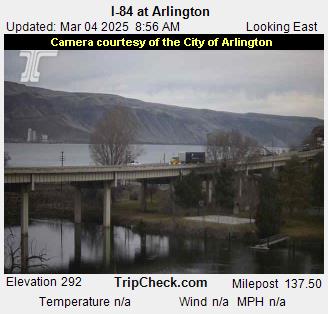 I-84 at Arlington
Updated: Mar 04 2025 8:56 AM Looking East
Camera courtesy of the City of Arlington
Elevation 292 TripCheck.com Milepost 137.50
Temperature n/a Wind n/a MPH n/a